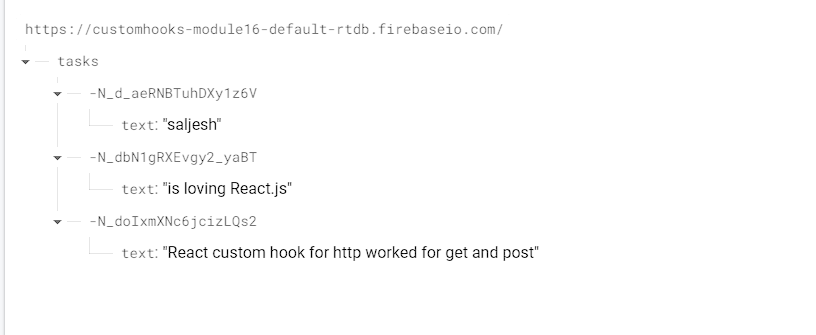 https://customhooks-module16-default-rtdb.firebaseio.com/
tasks
-N_d_aeRNBTuhDXy1z6V
text: "saljesh"
-N_dbN1gRXEvgy2_yaBT
text: "is loving React.js"
-N_doIxmXNc6jcizLQs2
text: "React custom hook for http worked for get and post"